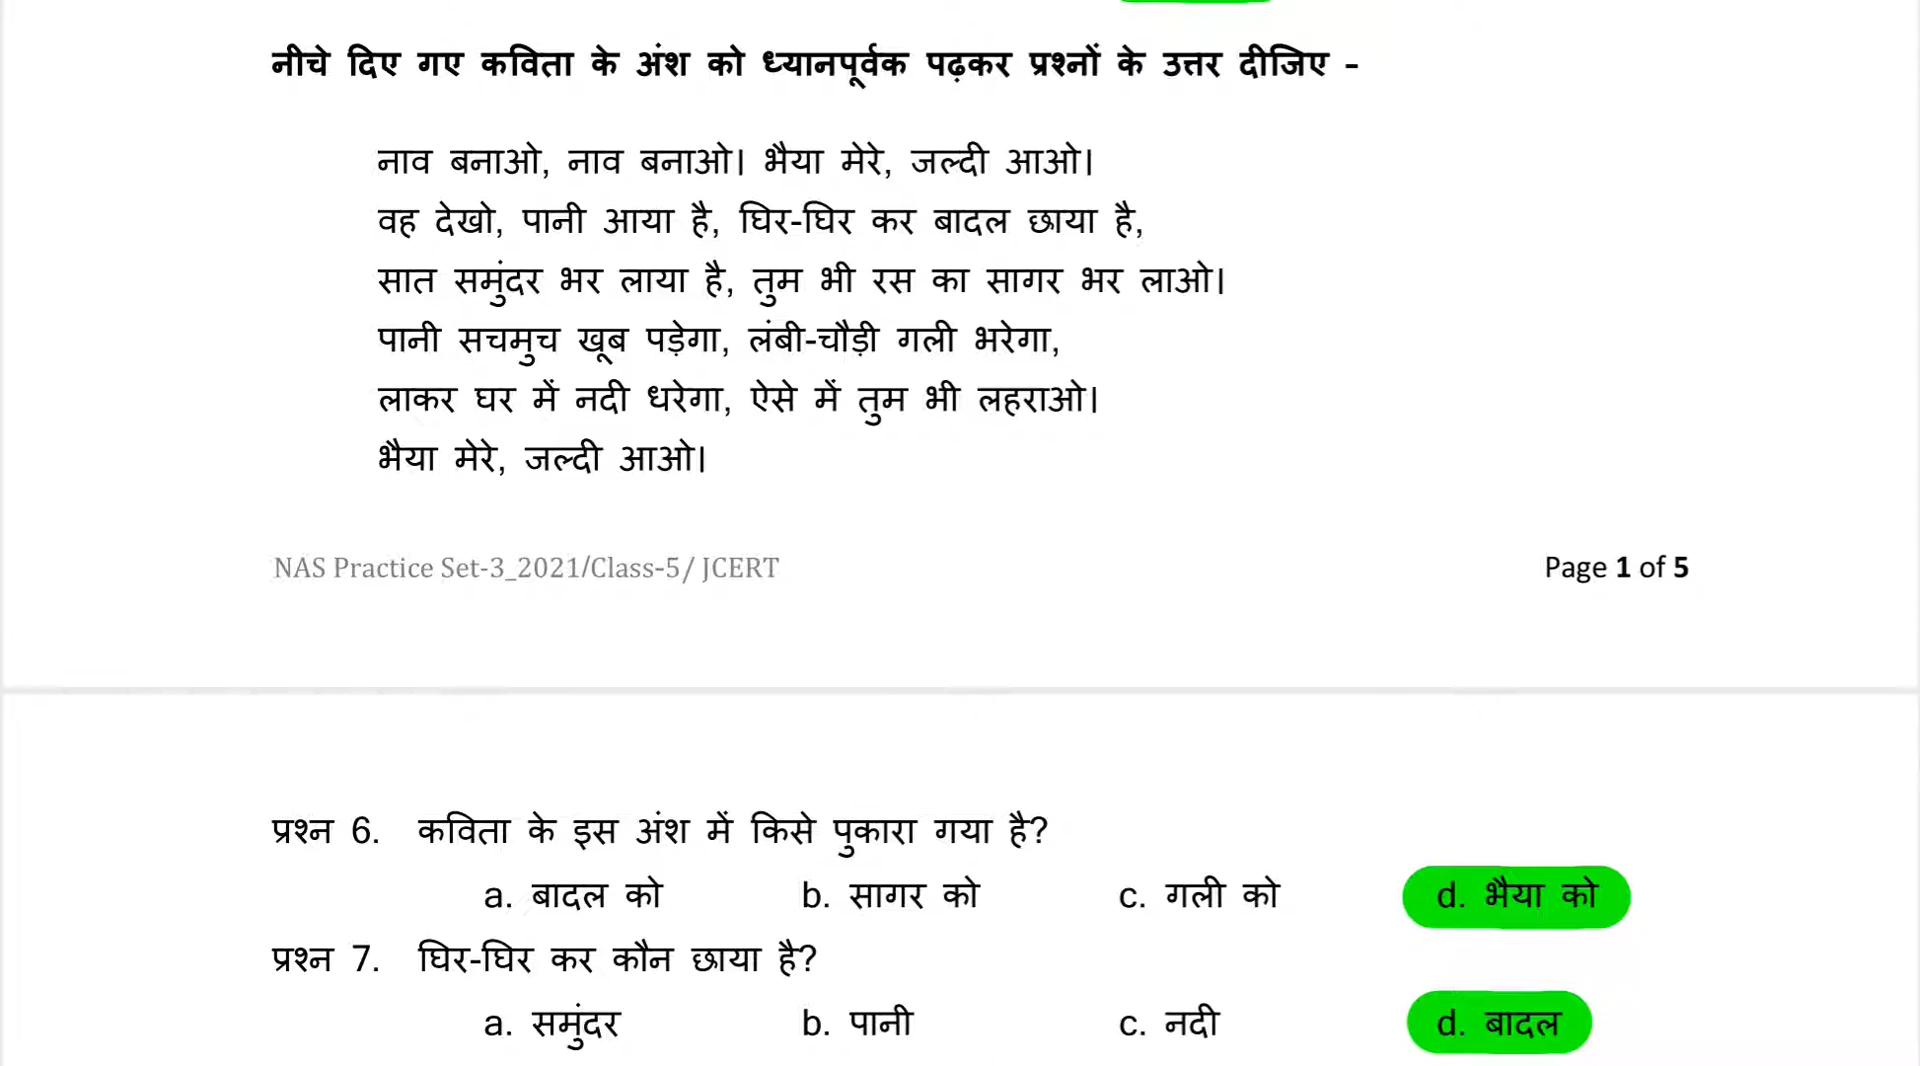 नीचे दिए गए कविता के अंश को ध्यानपूर्वक पढ़कर प्रश्नों के उत्तर दीजिए –
नाव बनाओ, नाव बनाओ। भैया मेरे, जल्दी आओ।
वह देखो, पानी आया है, घिर-घिर कर बादल छाया है,
सात समुंदर भर लाया है, तुम भी रस का सागर भर लाओ।
पानी सचमुच खूब पड़ेगा, लंबी-चौड़ी गली भरेगा,
लाकर घर में नदी धरेगा, ऐसे में तुम भी लहराओ।
भैया मेरे, जल्दी आओ।
NAS Practice Set-3_2021/Class-5/ JCERT Page 1 of 5
प्रश्न 6. कविता के इस अंश में किसे पुकारा गया है?
a. बादल को b. सागर को c. गली को d. भैया को
प्रश्न 7. घिर-घिर कर कौन छाया है?
a. समुंदर b. पानी c. नदी d. बादल